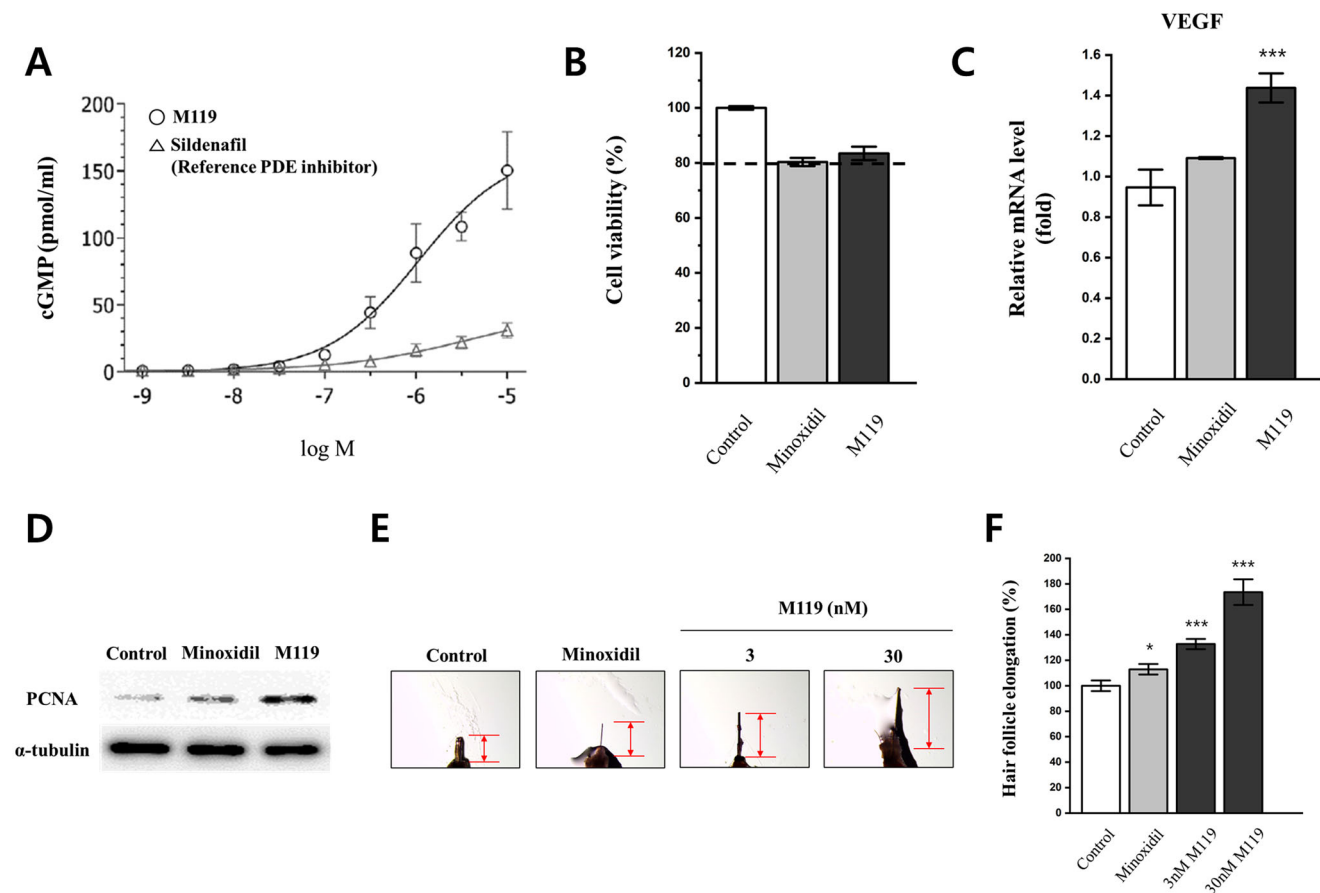 A
cGMP (pmol/ml)
200
150
100
50
0
M119
Sildenafil
(Reference PDE inhibitor)
-9
-8
-7
-6
-5
log M
B
Cell viability (%)
120
100
80
60
40
20
0
Control
Minoxidil
M119
C
VEGF
Relative mRNA level
(fold)
1.6
1.4
1.2
1.0
0.8
0.6
0.4
0.2
0.0
***
Control
Minoxidil
M119
D
Control Minoxidil M119
PCNA
α-tubulin
E
M119 (nM)
Control Minoxidil 3 30
F
Hair follicle elongation (%)
200
180
160
140
120
100
80
60
40
20
0
*
***
***
Control
Minoxidil
3nM M119
30nM M119